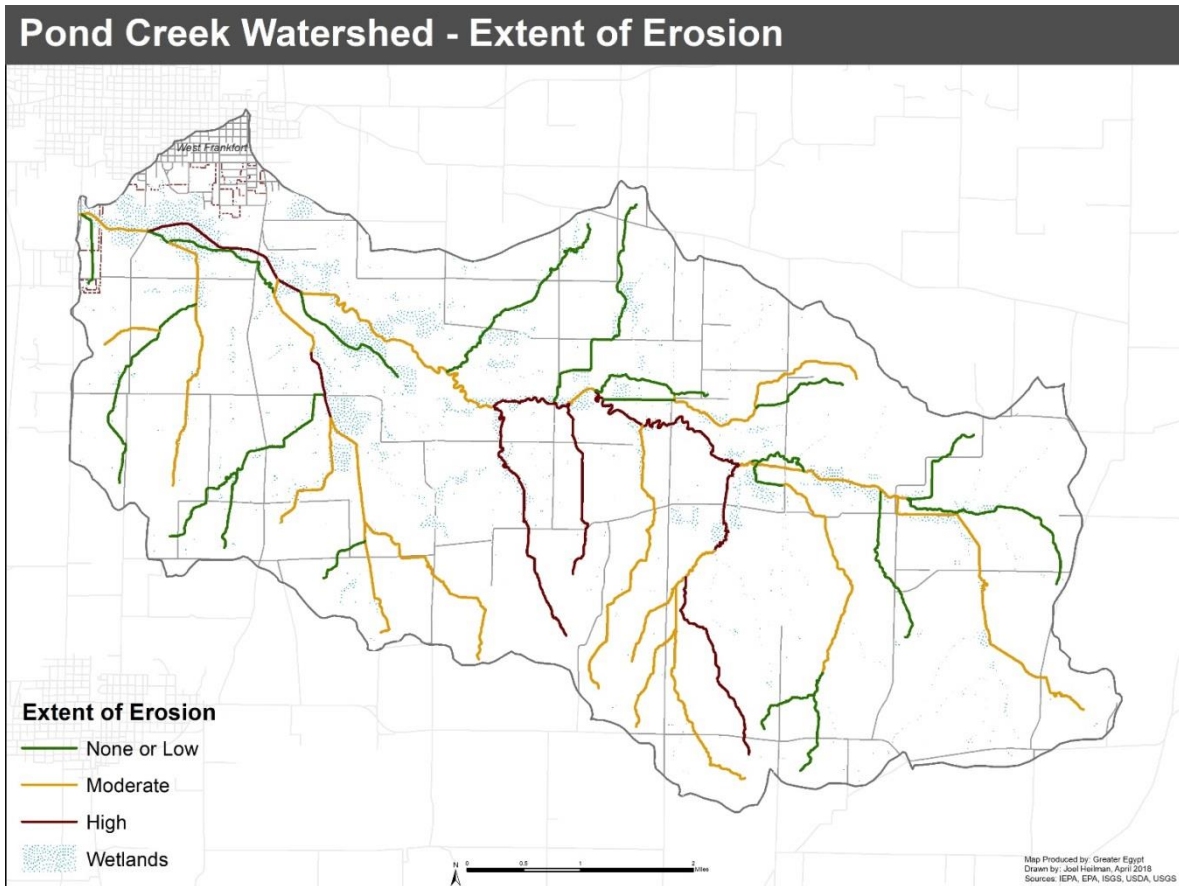 Pond Creek Watershed - Extent of Erosion
West Frankfort
Extent of Erosion
None or Low
Moderate
High
Wetlands
N
0 0.5 1 2
Miles
Map Produced by: Greater Egypt
Drawn by: Joel Heilman, April 2018
Sources: IEPA, EPA, ISGS, USDA, USGS